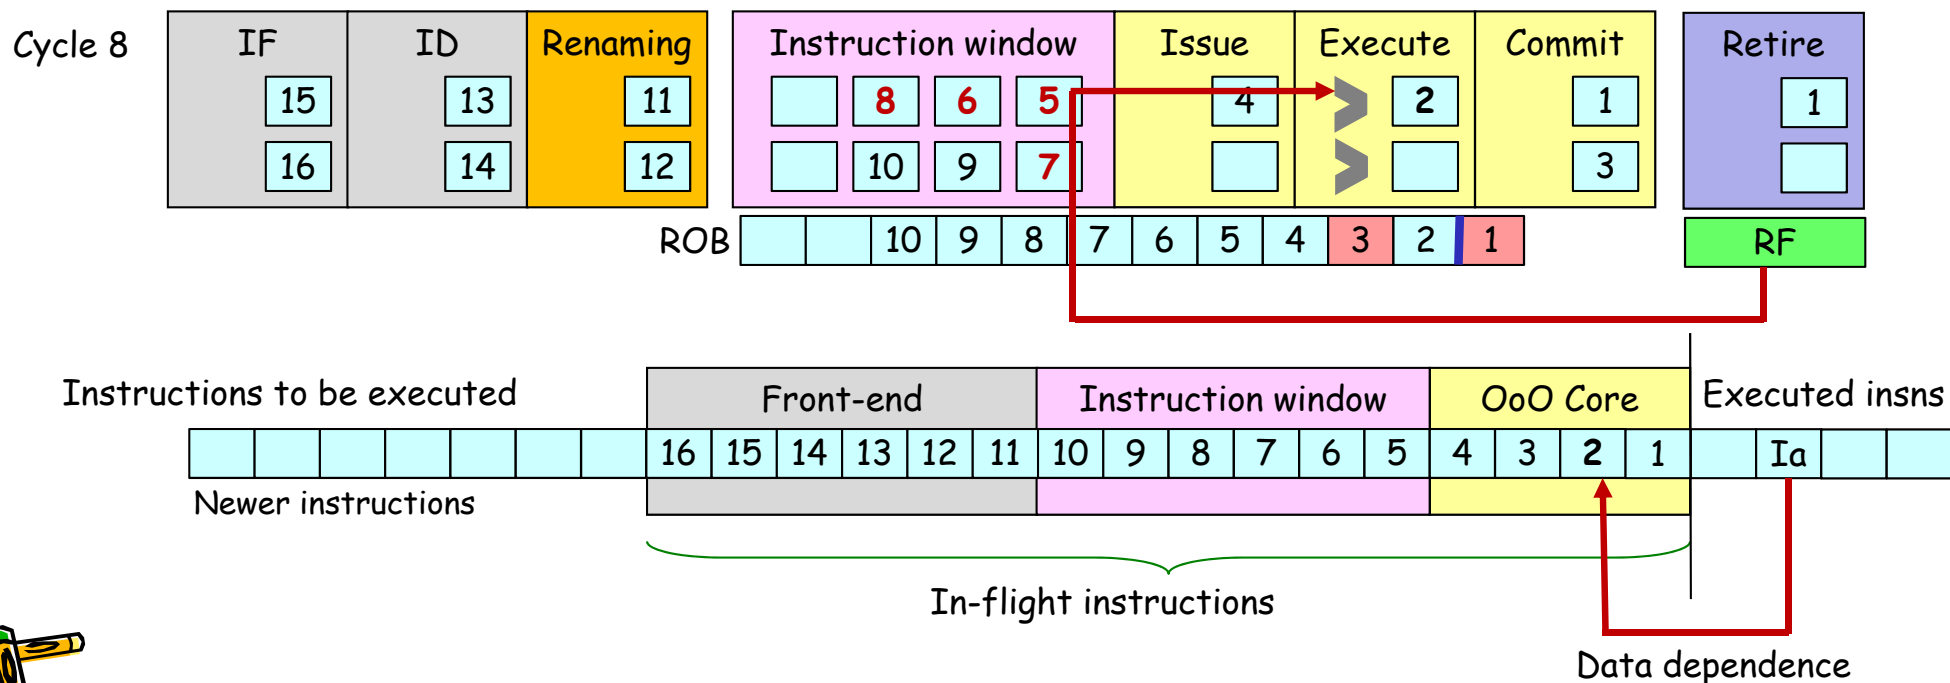 Cycle 8 IF ID Renaming Instruction window Issue Execute Commit Retire
15 13 11 8 6 5 4 2 1 1
16 14 12 10 9 7 3
ROB 10 9 8 7 6 5 4 3 2 1 RF
Instructions to be executed Front-end Instruction window OoO Core Executed insns
16 15 14 13 12 11 10 9 8 7 6 5 4 3 2 1 Ia
Newer instructions
In-flight instructions
Data dependence